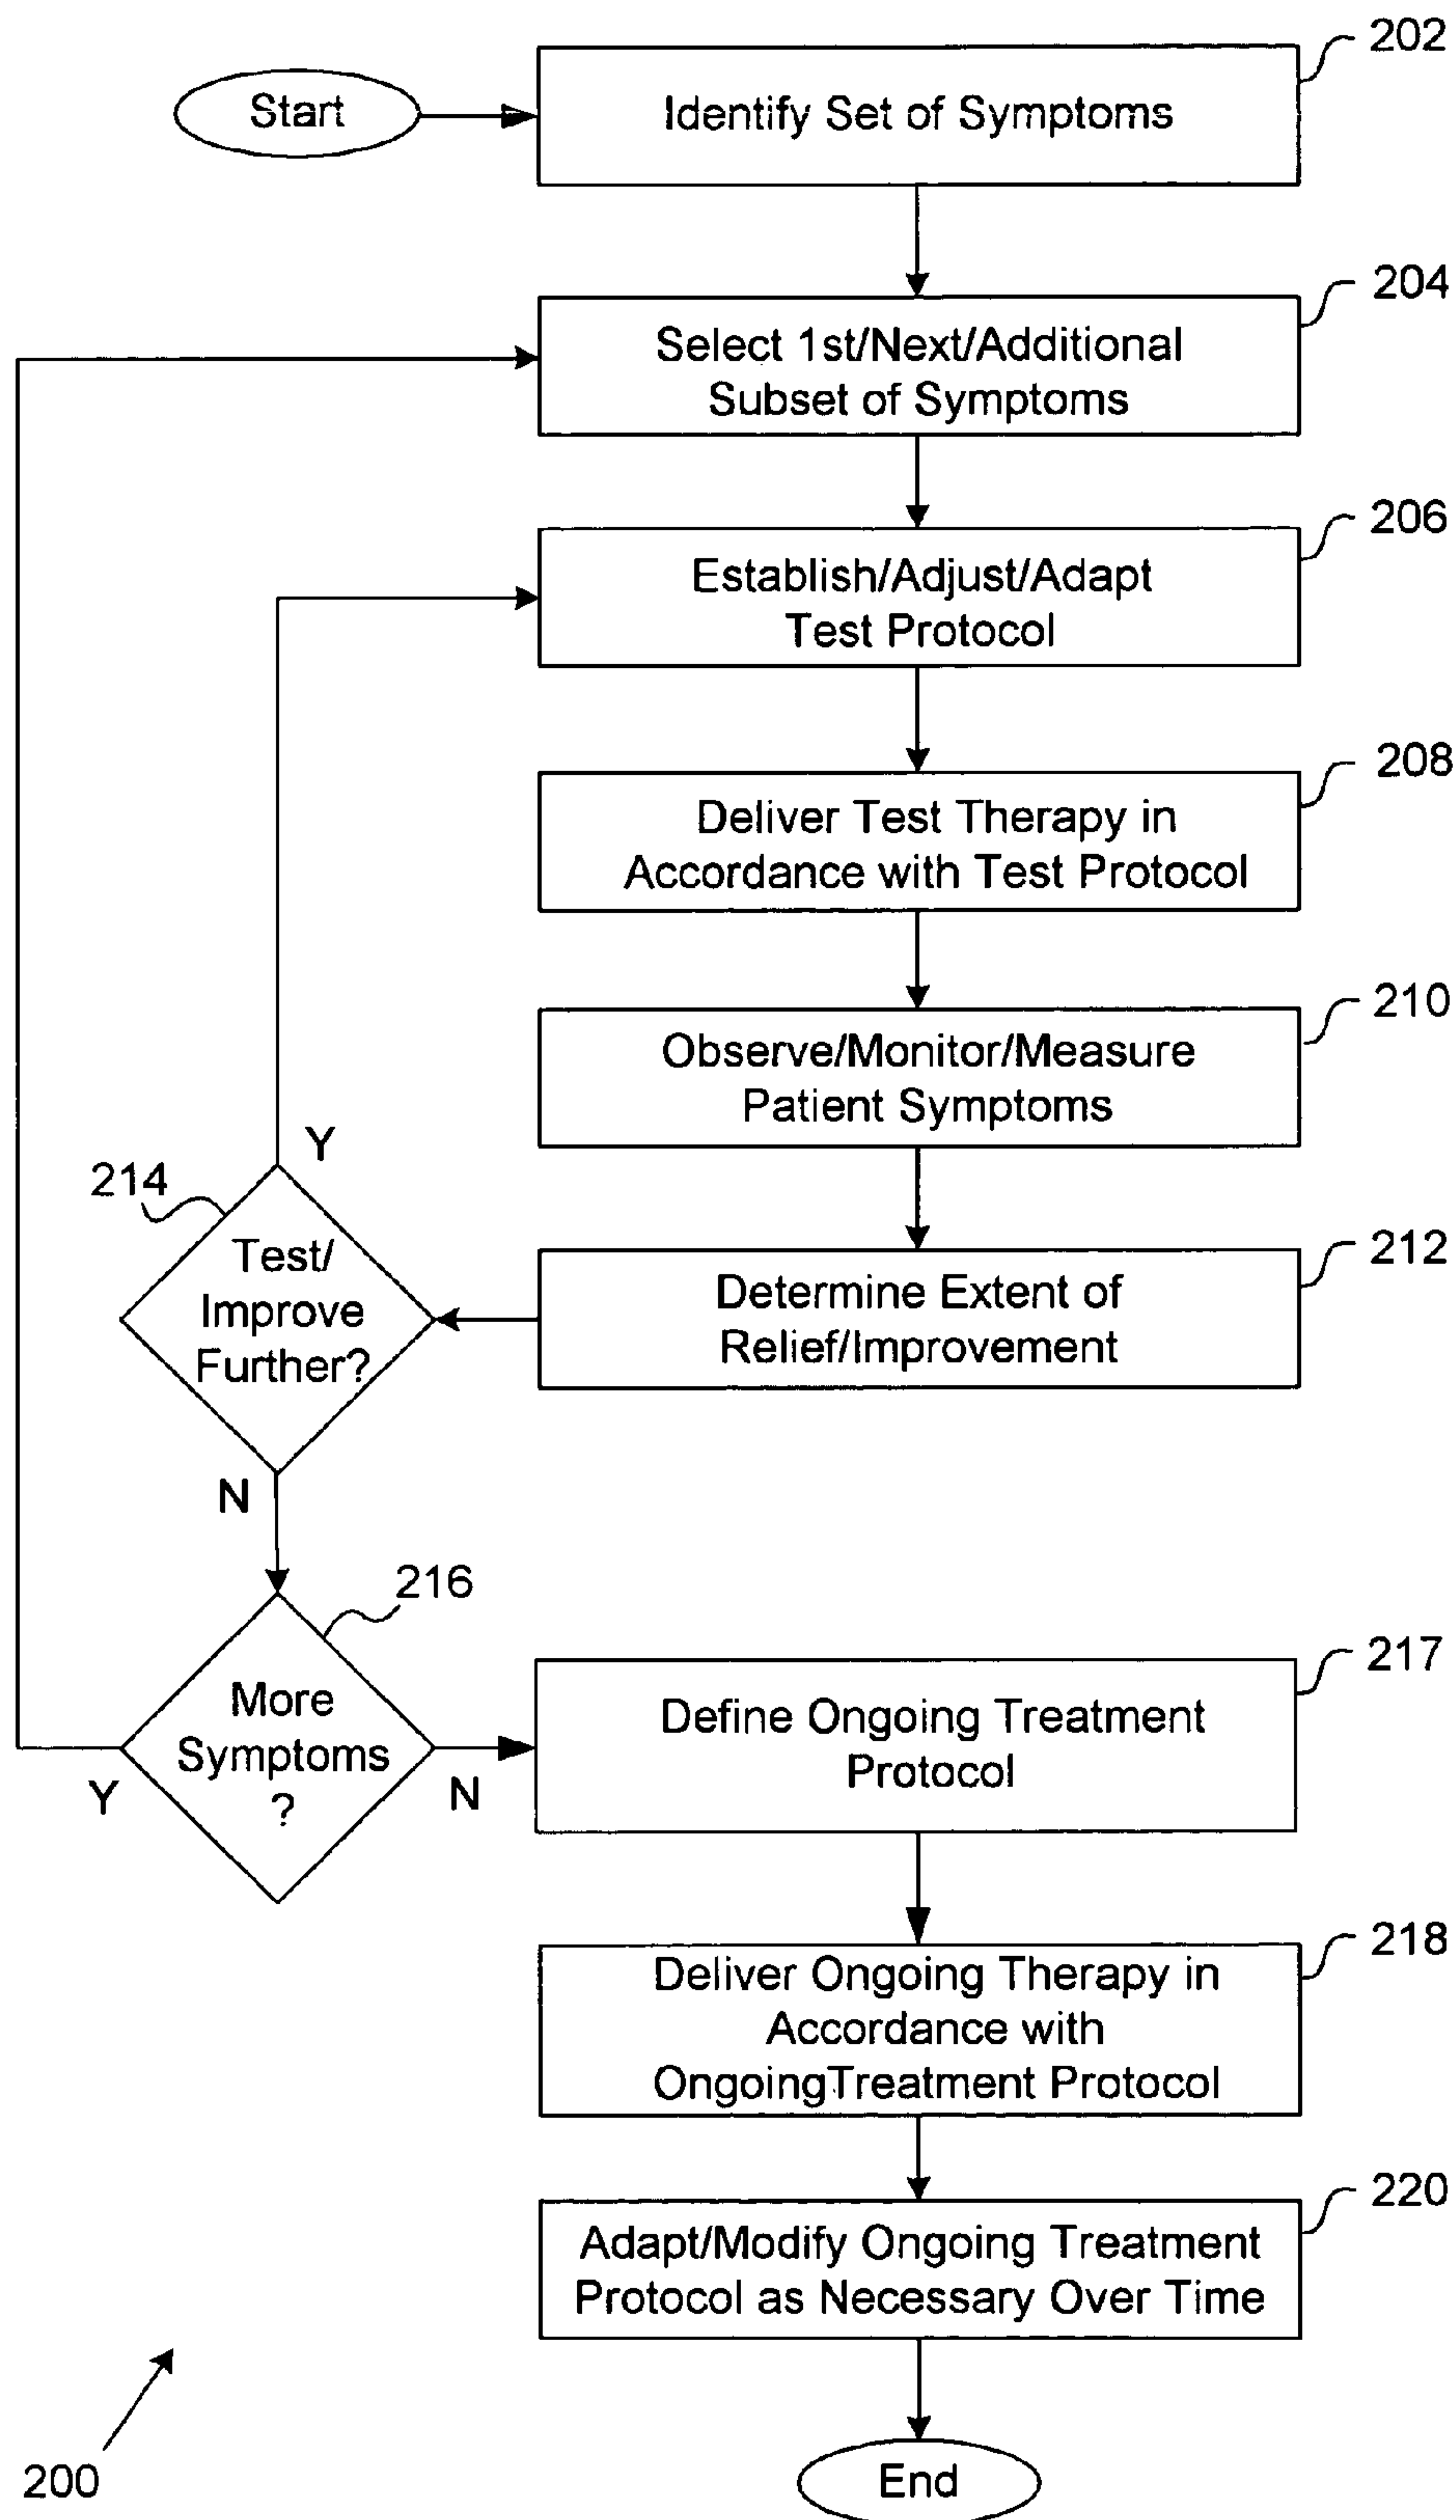 202
Start
Identify Set of Symptoms
204
Select 1st/Next/Additional
Subset of Symptoms
206
Establish/Adjust/Adapt
Test Protocol
208
Deliver Test Therapy in
Accordance with Test Protocol
210
Observe/Monitor/Measure
Patient Symptoms
Y
214
Test/
Improve
Further?
212
Determine Extent of
Relief/Improvement
N
216
More
Symptoms
?
Y
N
217
Define Ongoing Treatment
Protocol
218
Deliver Ongoing Therapy in
Accordance with
OngoingTreatment Protocol
220
Adapt/Modify Ongoing Treatment
Protocol as Necessary Over Time
200
End